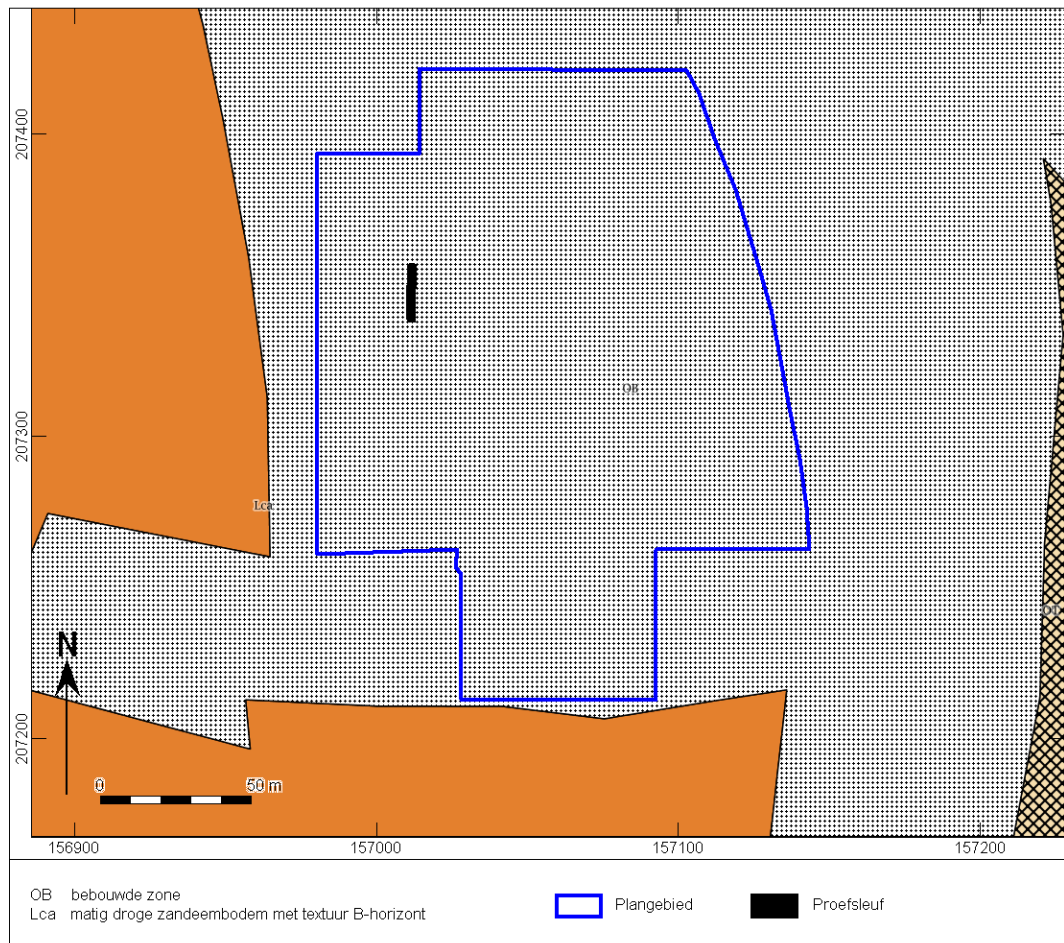 207400
207300
207200
OB
Lca
N
0 50 m
156900 157000 157100 157200
OB bebouwde zone
Lca matig droge zandeembodem met textuur B-horizont
Plangebied
Proefsleuf